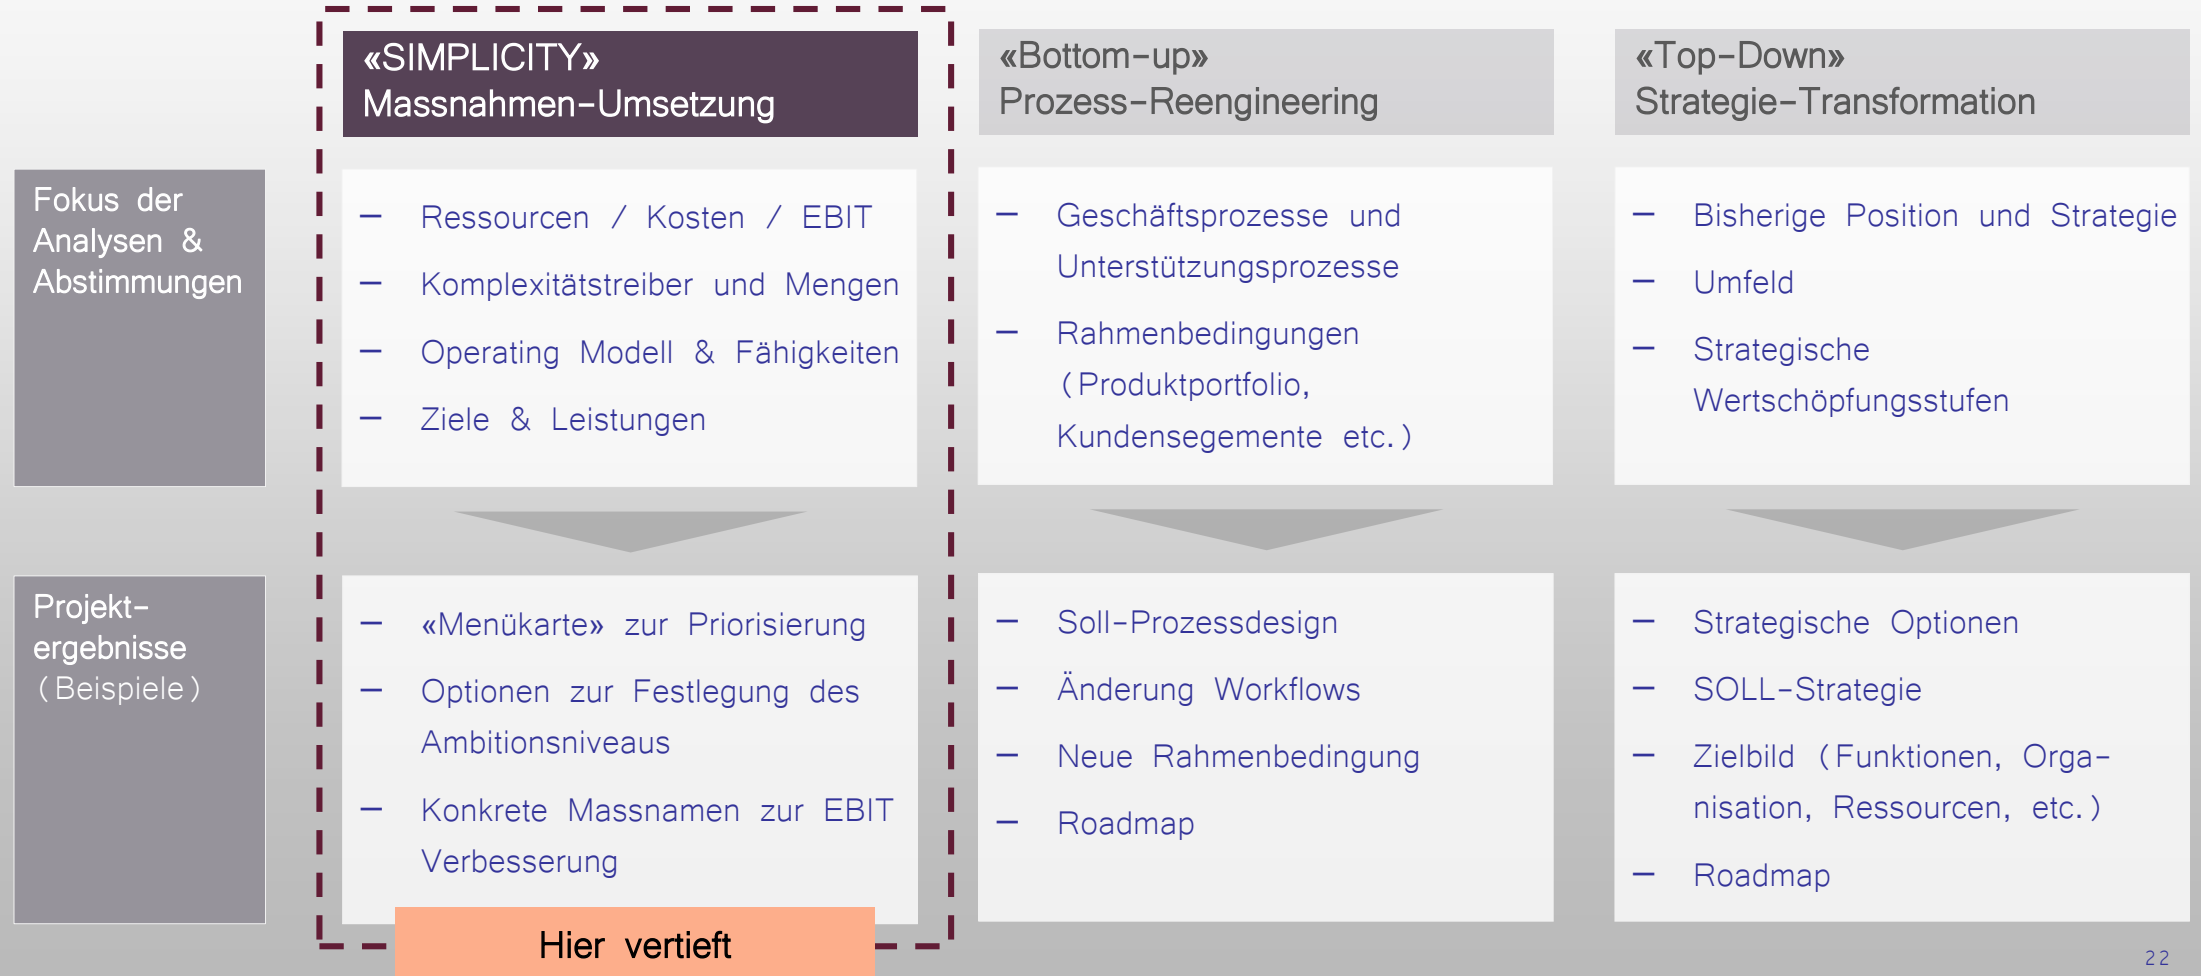 «SIMPLICITY»
Massnahmen-Umsetzung
«Bottom-up»
Prozess-Reengineering
«Top-Down»
Strategie-Transformation
Fokus der
Analysen &
Abstimmungen
– Ressourcen / Kosten / EBIT
– Komplexitätstreiber und Mengen
– Operating Modell & Fähigkeiten
– Ziele & Leistungen
– Geschäftsprozesse und
Unterstützungsprozesse
– Rahmenbedingungen
(Produktportfolio,
Kundensegemente etc.)
– Bisherige Position und Strategie
– Umfeld
– Strategische
Wertschöpfungsstufen
Projekt-
ergebnisse
(Beispiele)
– «Menükarte» zur Priorisierung
– Optionen zur Festlegung des
Ambitionsniveaus
– Konkrete Massnamen zur EBIT
Verbesserung
– Soll-Prozessdesign
– Änderung Workflows
– Neue Rahmenbedingung
– Roadmap
– Strategische Optionen
– SOLL-Strategie
– Zielbild (Funktionen, Orga-
nisation, Ressourcen, etc.)
– Roadmap
Hier vertieft
22